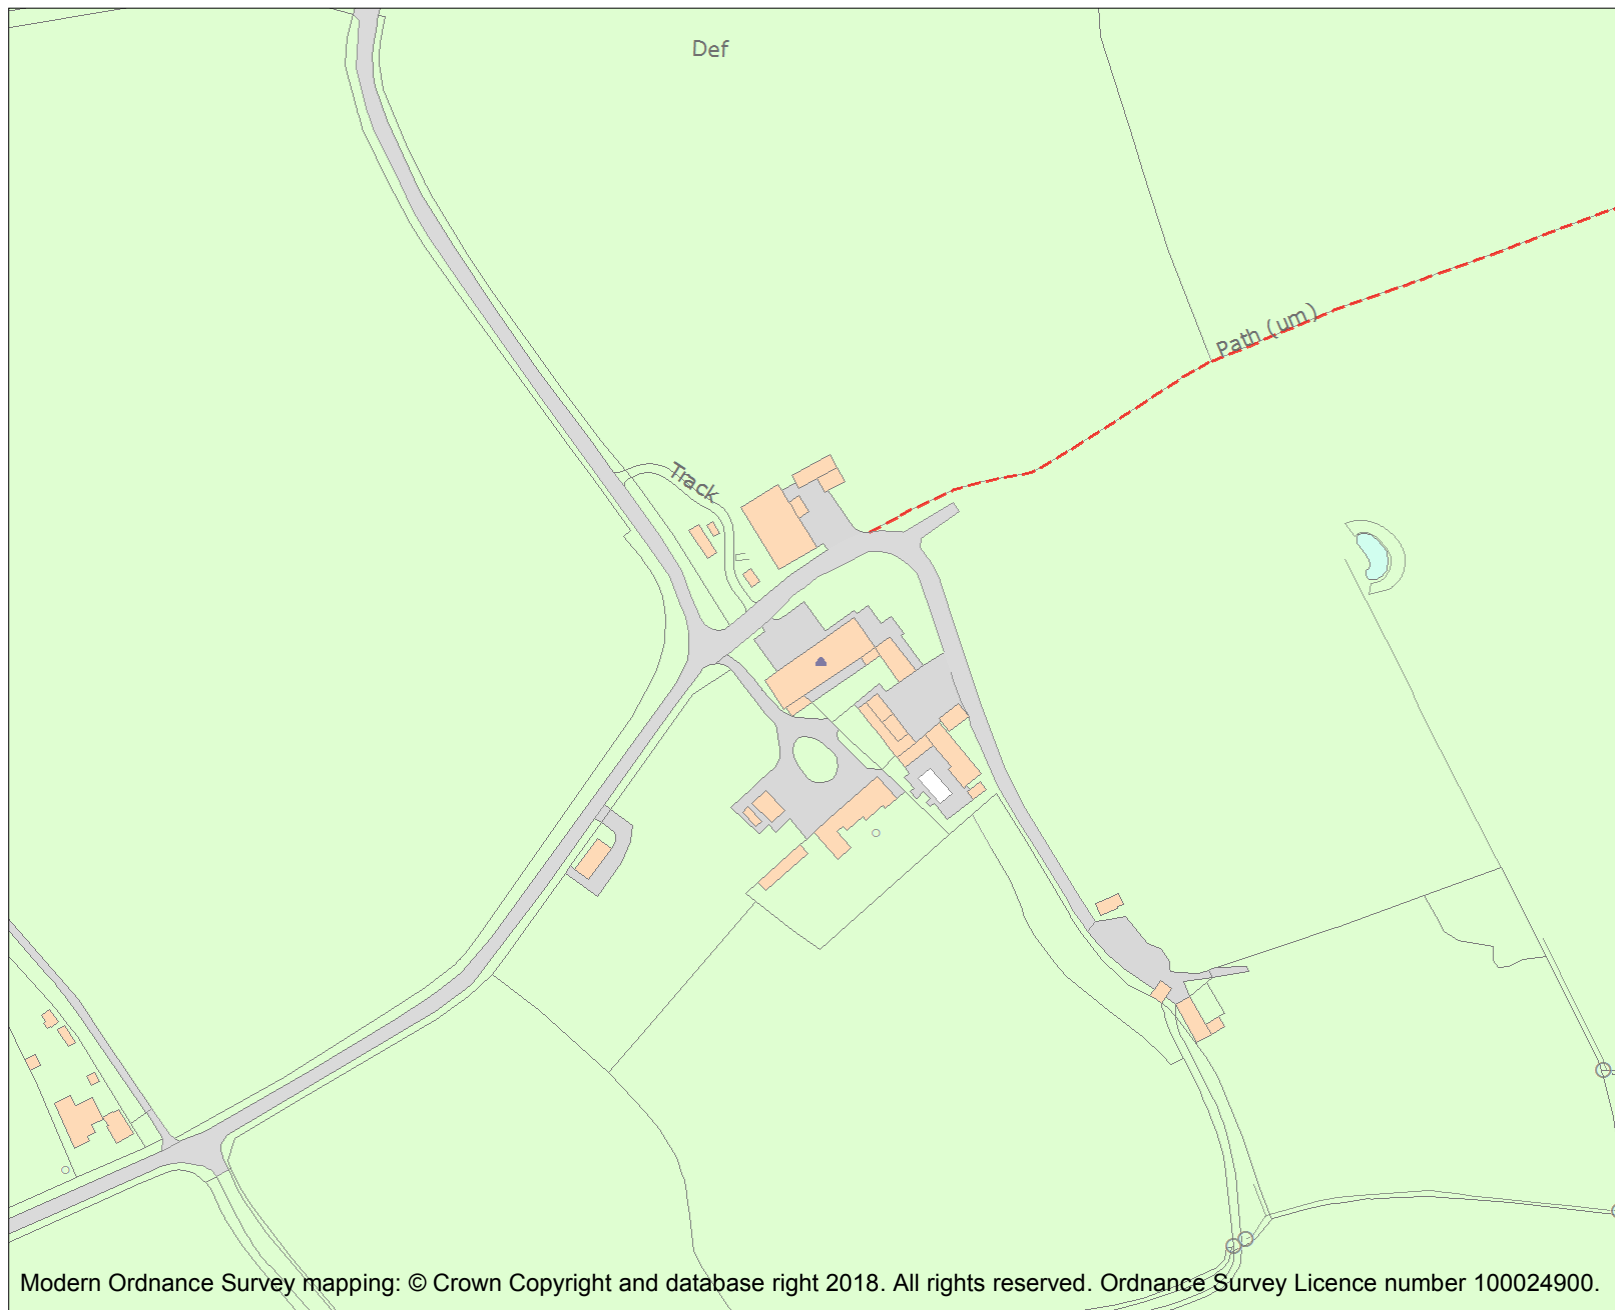 Def
Path (um)
Track
Modern Ordnance Survey mapping: © Crown Copyright and database right 2018. All rights reserved. Ordnance Survey Licence number 100024900.